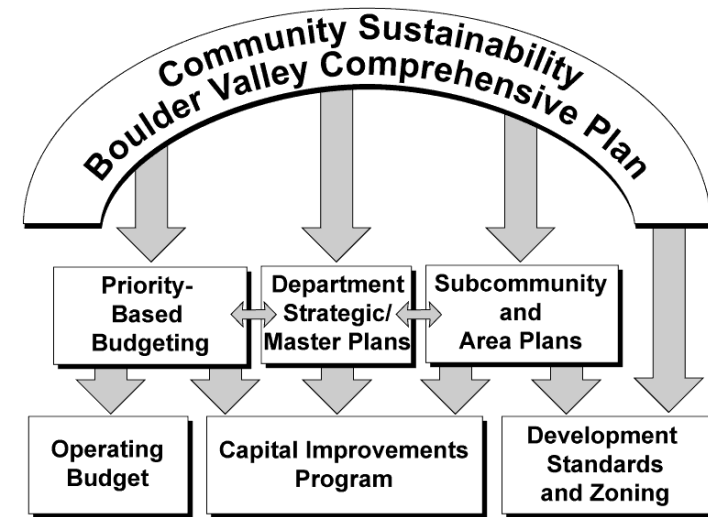 Community Sustainability
Boulder Valley Comprehensive Plan
Priority-
Based
Budgeting
Department
Strategic/
Master Plans
Subcommunity
and
Area Plans
Operating
Budget
Capital Improvements
Program
Development
Standards
and Zoning